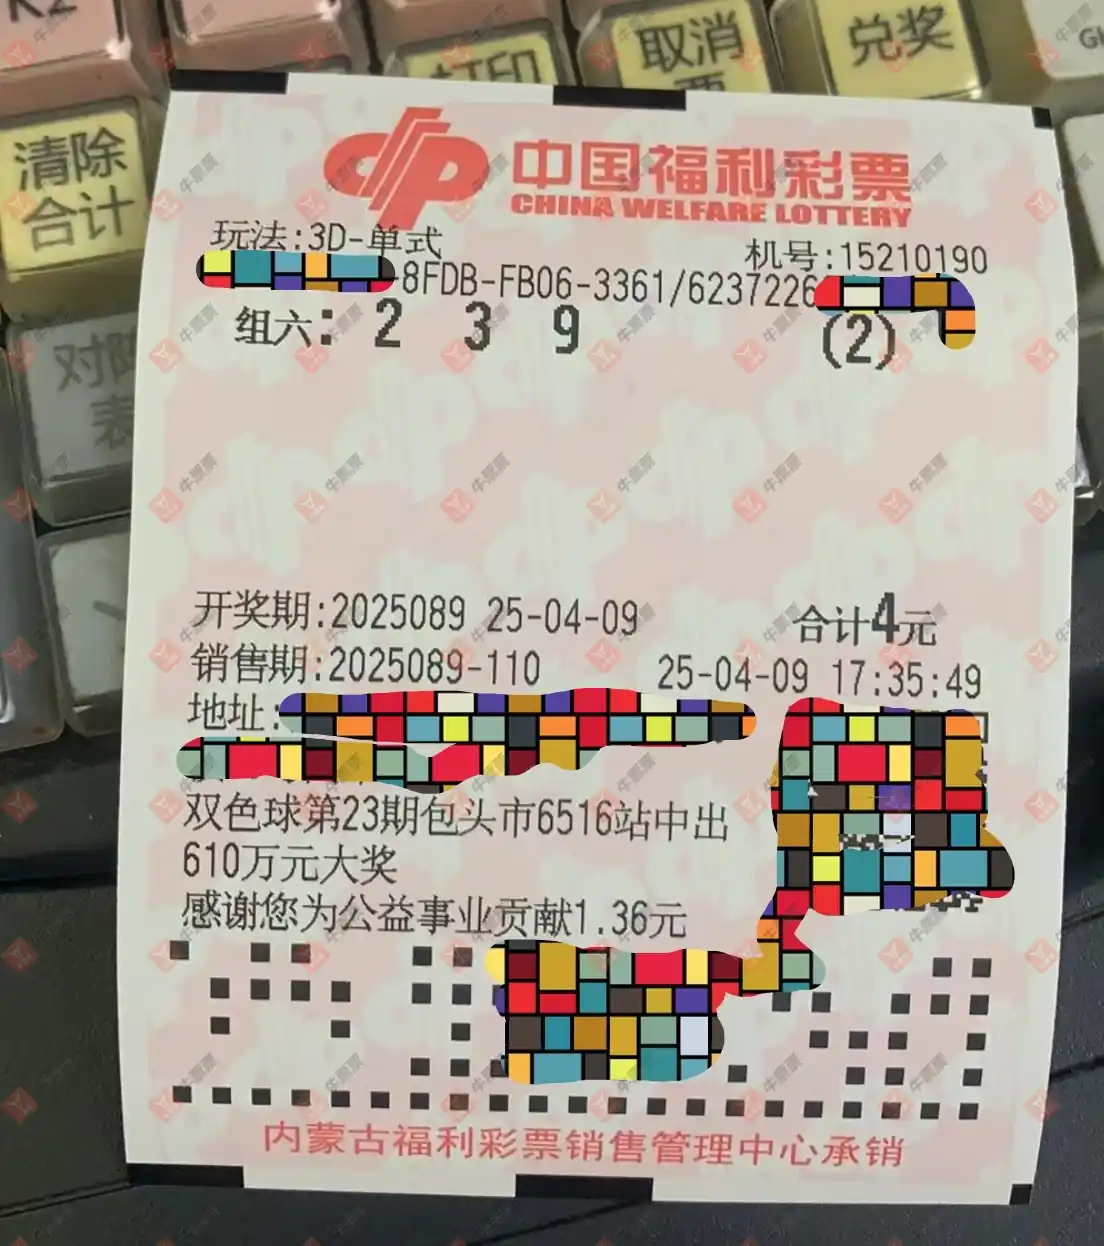 取消
兑奖
清除
合计
中国福利彩票
CHINA WELFARE LOTTERY
玩法:3D-单式
机号:15210190
-8FDB-FB06-3361/6237226
组六: 2 3 9 (2)
开奖期:2025089 25-04-09 合计4元
销售期:2025089-110 25-04-09 17:35:49
地址:
双色球第23期包头市6516站中出
610万元大奖
感谢您为公益事业贡献1.36元
内蒙古福利彩票销售管理中心承销
牛票票